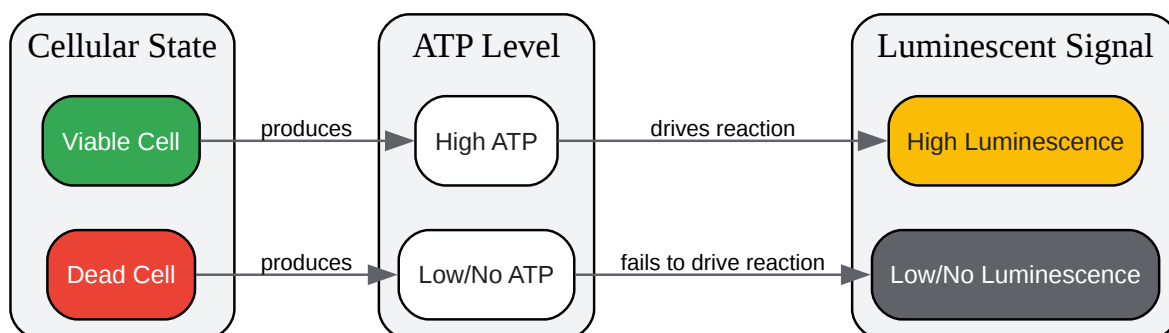 Cellular State
ATP Level
Luminescent Signal
Viable Cell
produces
High ATP
drives reaction
High Luminescence
Dead Cell
produces
Low/No ATP
fails to drive reaction
Low/No Luminescence